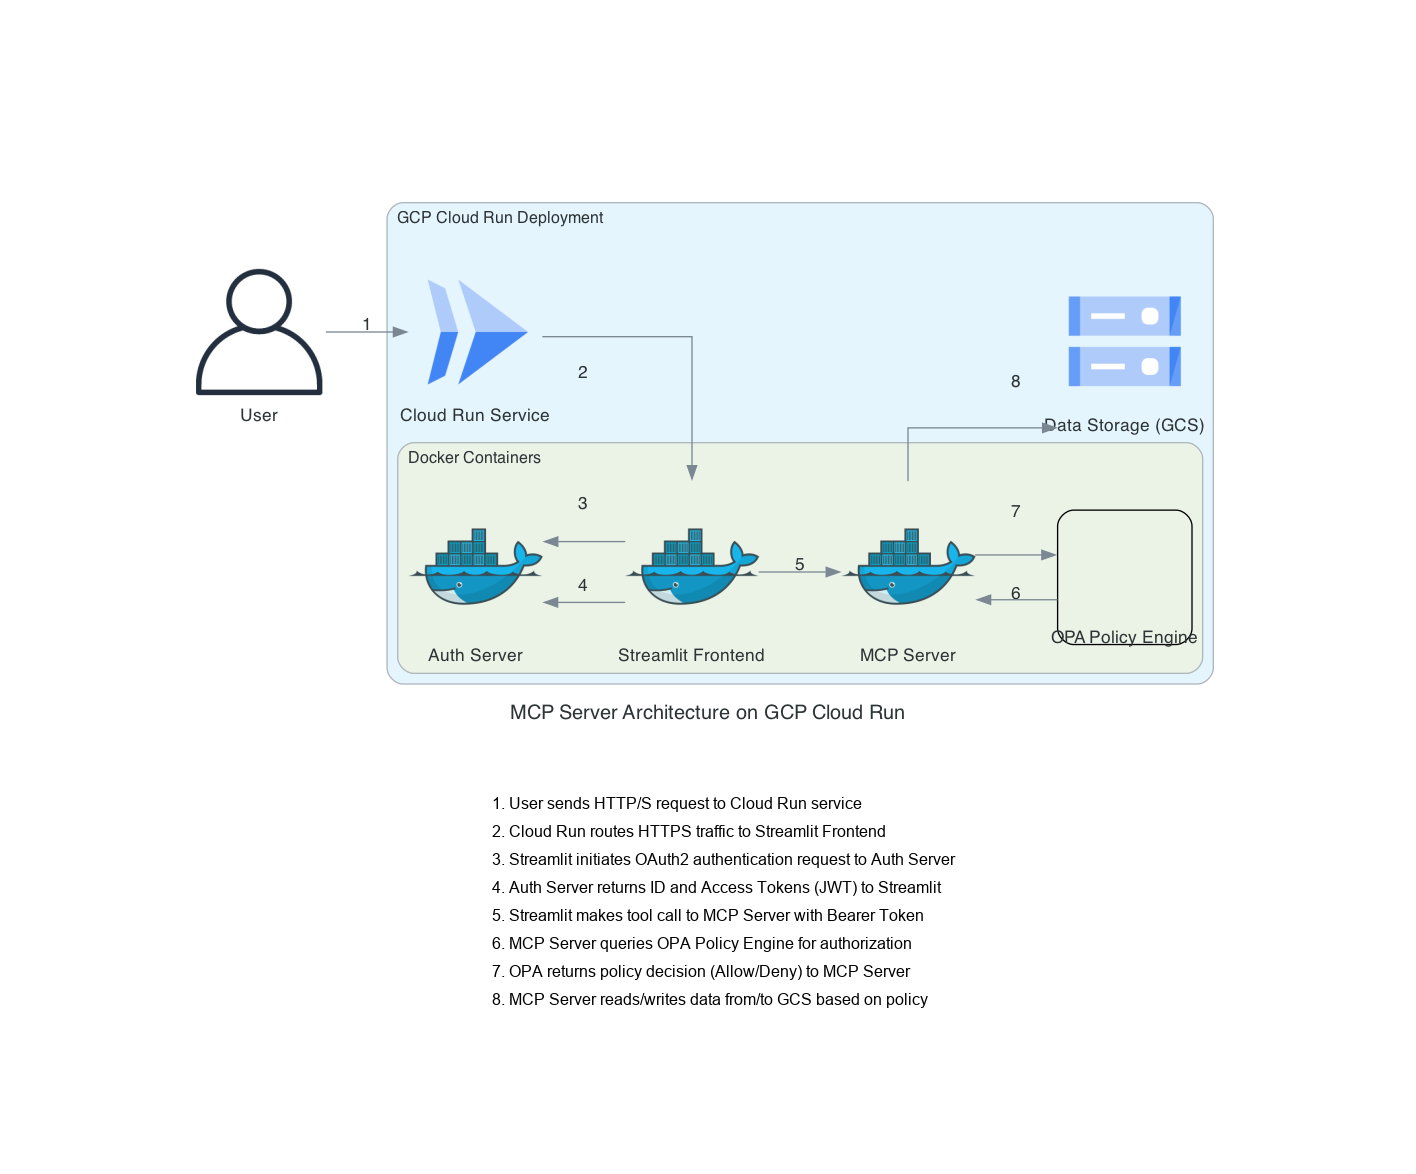 GCP Cloud Run Deployment
1
2
8
User
Cloud Run Service
Data Storage (GCS)
Docker Containers
3
7
5
4
6
OPA Policy Engine
Auth Server
Streamlit Frontend
MCP Server
MCP Server Architecture on GCP Cloud Run
1. User sends HTTP/S request to Cloud Run service
2. Cloud Run routes HTTPS traffic to Streamlit Frontend
3. Streamlit initiates OAuth2 authentication request to Auth Server
4. Auth Server returns ID and Access Tokens (JWT) to Streamlit
5. Streamlit makes tool call to MCP Server with Bearer Token
6. MCP Server queries OPA Policy Engine for authorization
7. OPA returns policy decision (Allow/Deny) to MCP Server
8. MCP Server reads/writes data from/to GCS based on policy